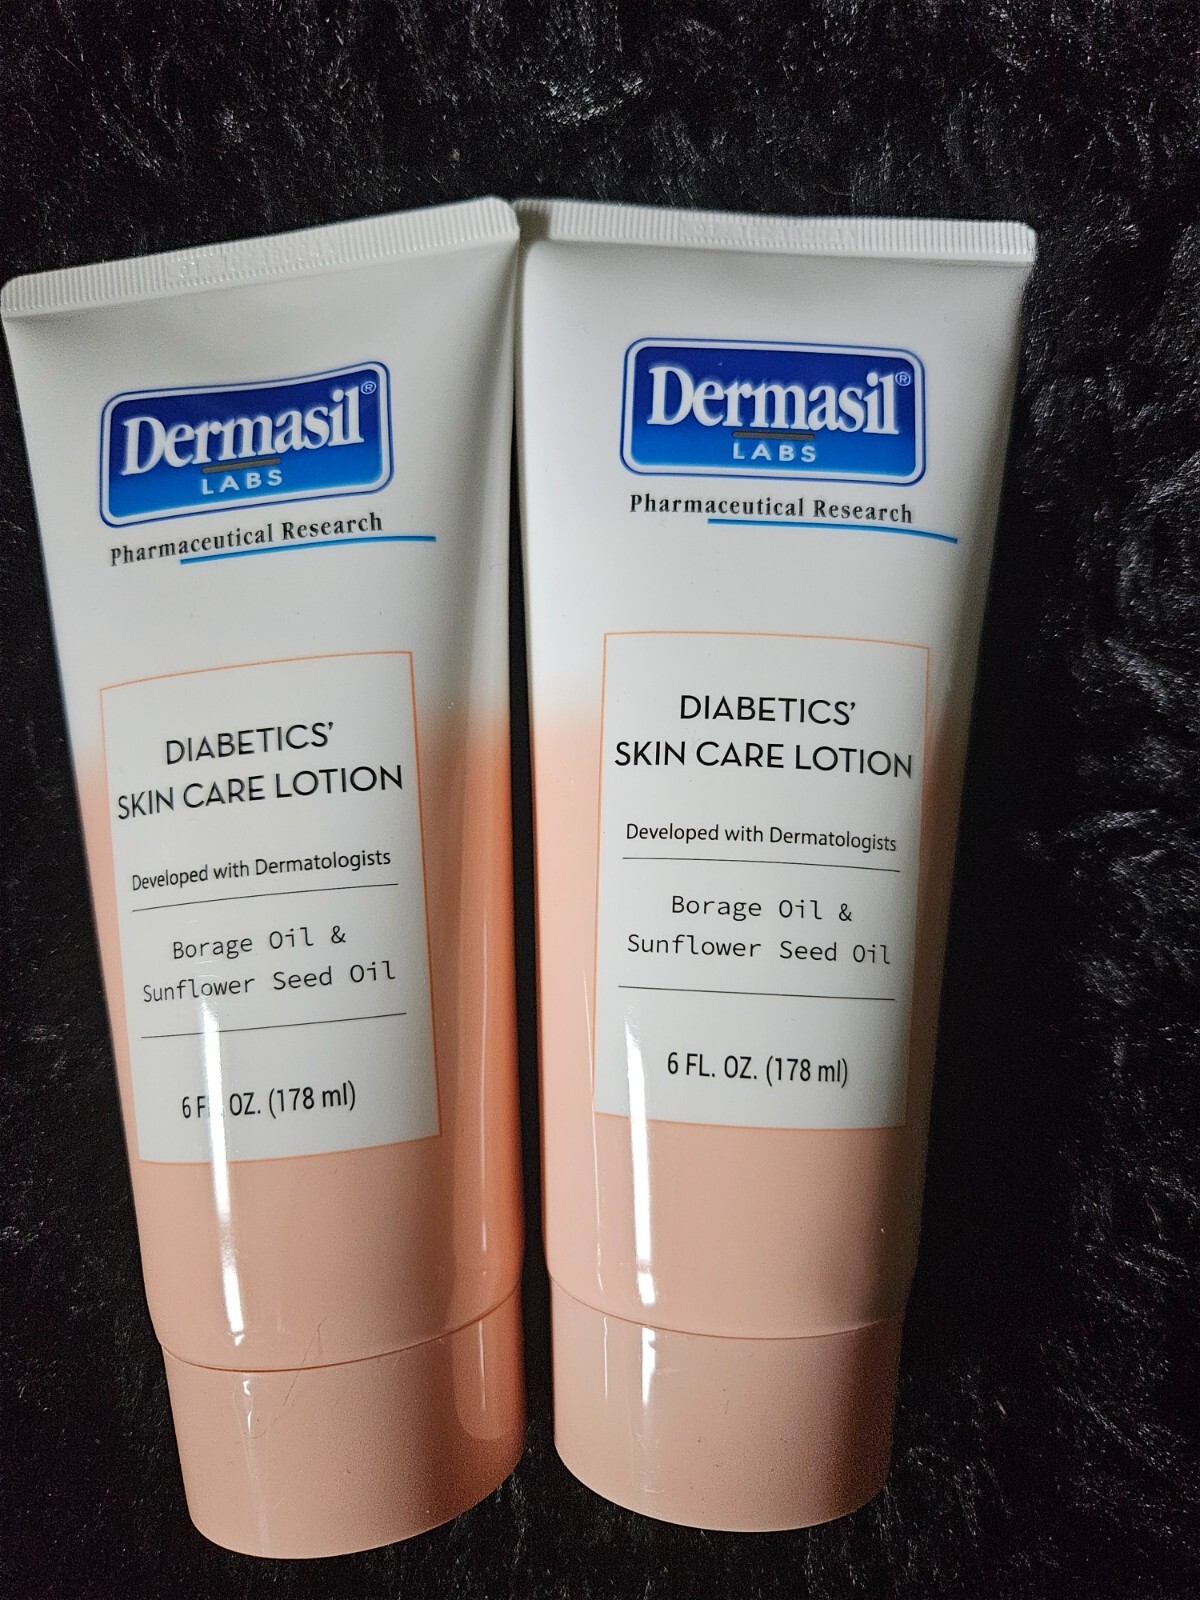 Dermasil®
LABS
Pharmaceutical Research
DIABETICS’
SKIN CARE LOTION
Developed with Dermatologists
Borage Oil &
Sunflower Seed Oil
6 FL. OZ. (178 ml)
Dermasil®
LABS
Pharmaceutical Research
DIABETICS’
SKIN CARE LOTION
Developed with Dermatologists
Borage Oil &
Sunflower Seed Oil
6 FL. OZ. (178 ml)